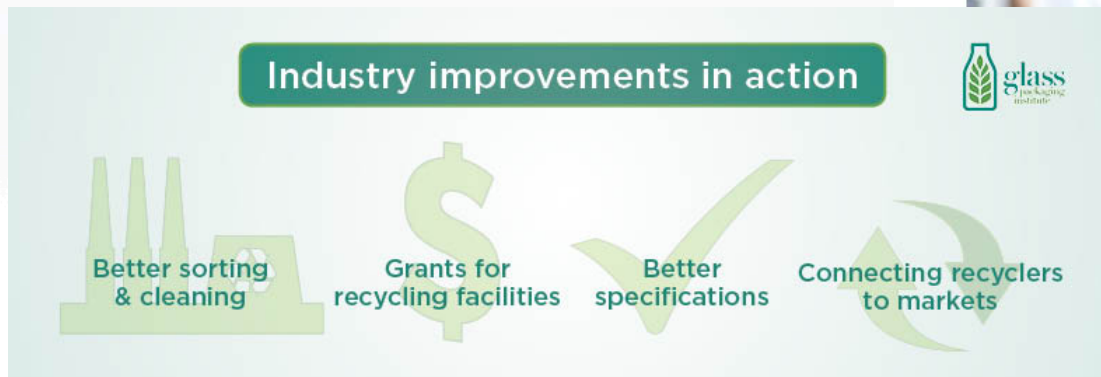 Industry improvements in action
glass
packaging
institute
Better sorting
& cleaning
Grants for
recycling facilities
Better
specifications
Connecting recyclers
to markets